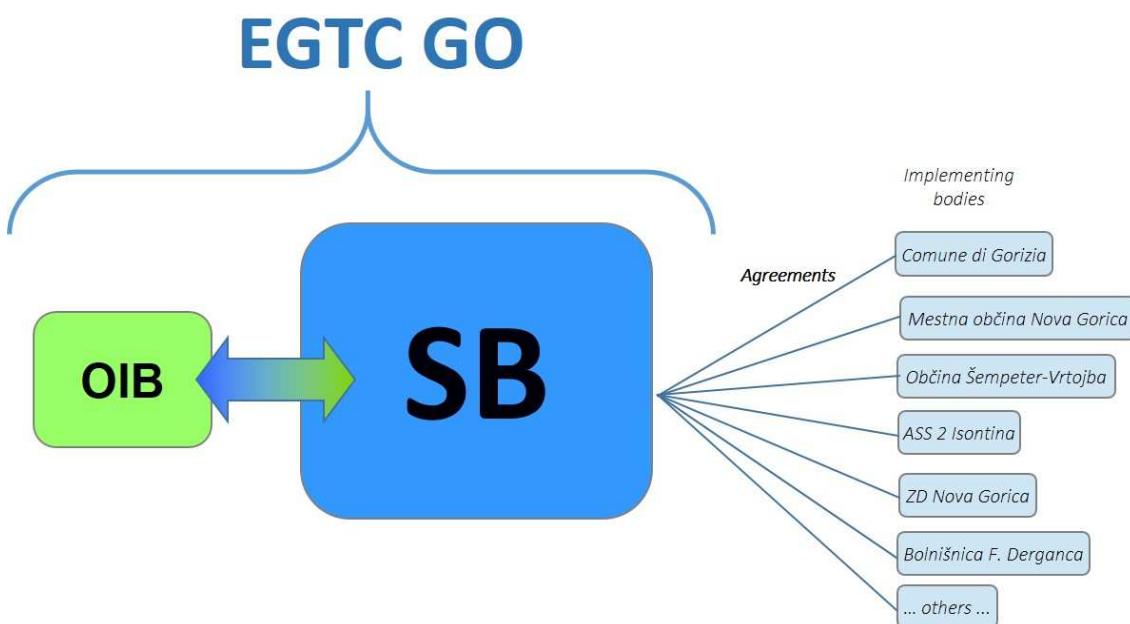 EGTC GO
Implementing
bodies
Comune di Gorizia
Agreements
Mestna občina Nova Gorica
OIB
SB
Občina Šempeter-Vrtojba
ASS 2 Isontina
ZD Nova Gorica
Bolnišnica F. Derganca
... others ...